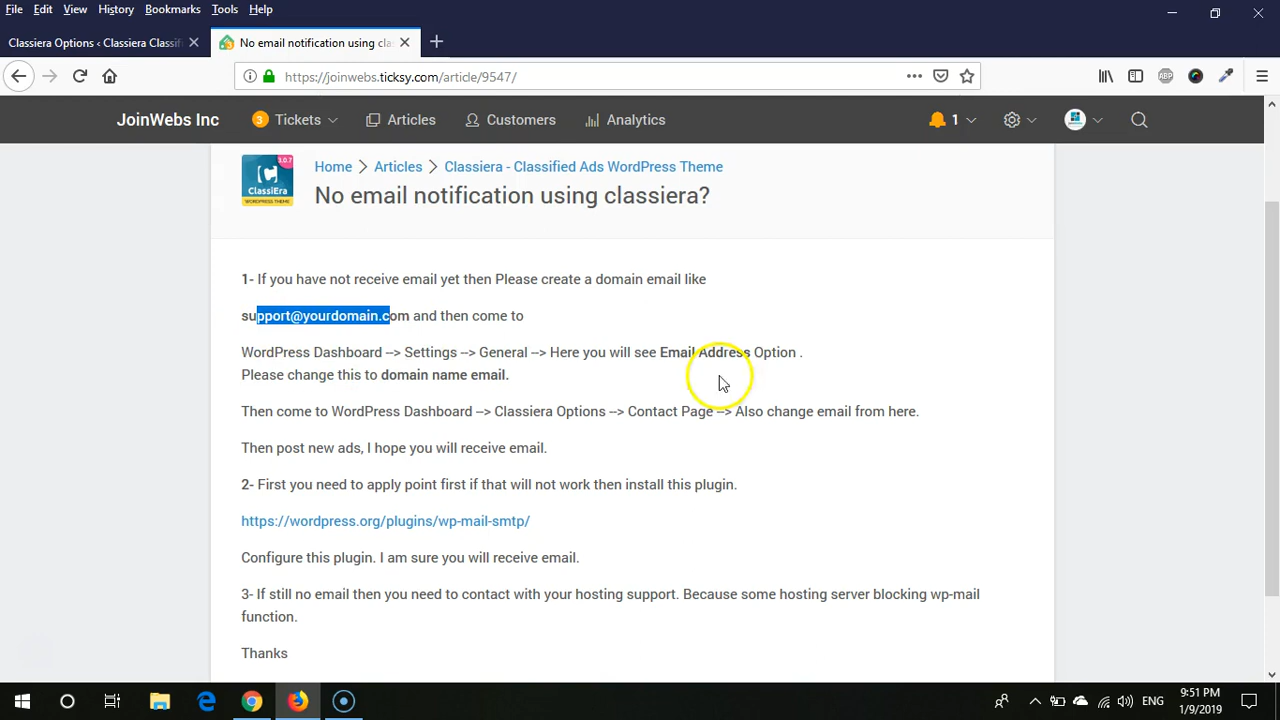 File Edit View History Bookmarks Tools Help
Classiera Options ‹ Classiera Classif
No email notification using cla
https://joinwebs.ticksy.com/article/9547/
ABP
JoinWebs Inc
3 Tickets
Articles
Customers
Analytics
1
3.0.7
ClassiEra
WORDPRESS THEME
Home > Articles > Classiera - Classified Ads WordPress Theme
No email notification using classiera?
1- If you have not receive email yet then Please create a domain email like
support@yourdomain.com and then come to
WordPress Dashboard --> Settings --> General --> Here you will see Email Address Option .
Please change this to domain name email.
Then come to WordPress Dashboard --> Classiera Options --> Contact Page --> Also change email from here.
Then post new ads, I hope you will receive email.
2- First you need to apply point first if that will not work then install this plugin.
https://wordpress.org/plugins/wp-mail-smtp/
Configure this plugin. I am sure you will receive email.
3- If still no email then you need to contact with your hosting support. Because some hosting server blocking wp-mail
function.
Thanks
ENG
9:51 PM
1/9/2019